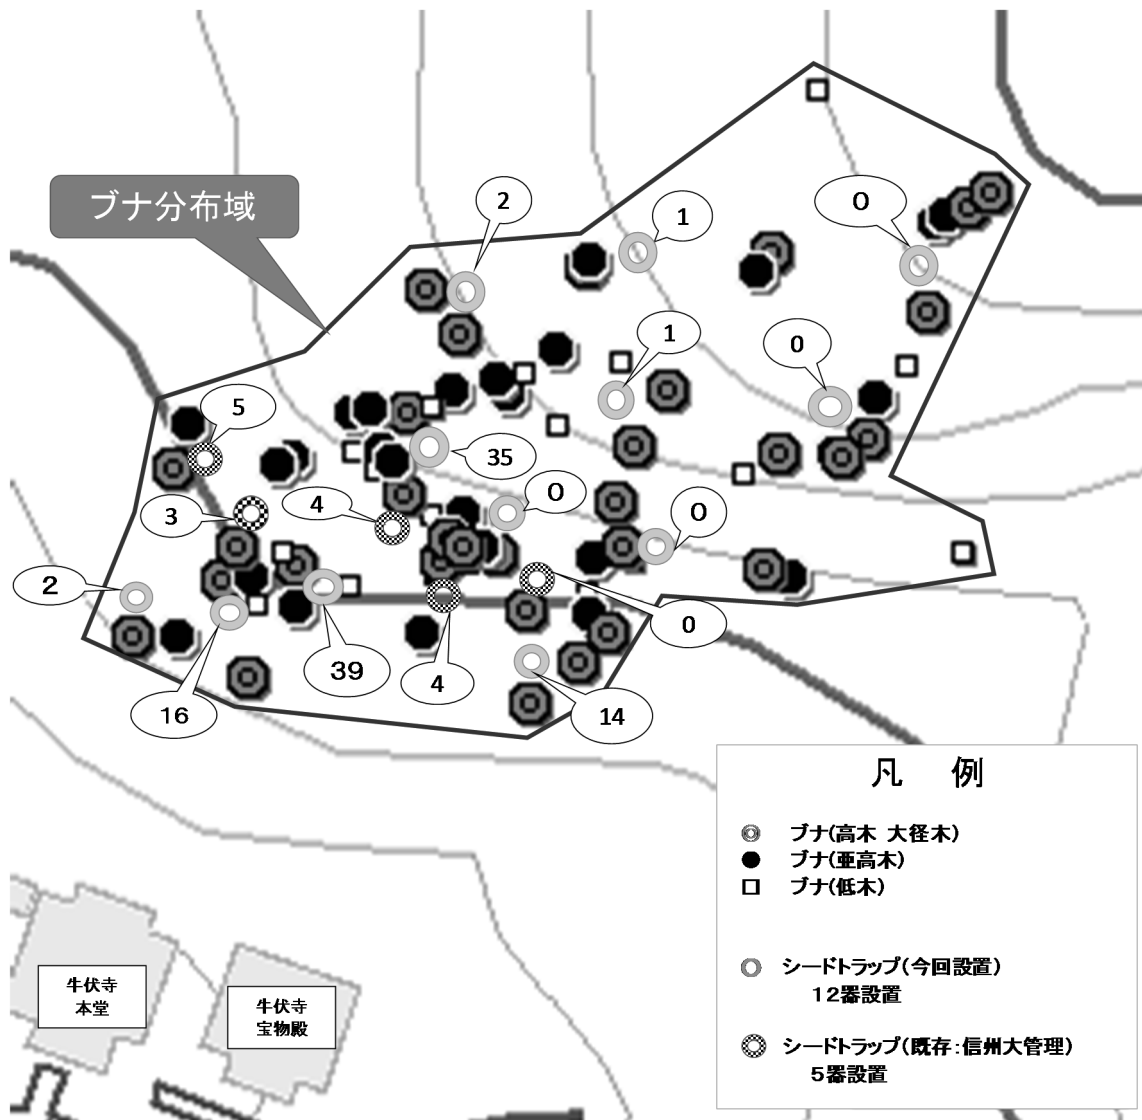 ブナ分布域
2
1
0
1
0
5
35
4
0
3
0
2
0
39
4
16
14
凡 例
ブナ(高木 大径木)
ブナ(亜高木)
ブナ(低木)
シードトラップ(今回設置)
12器設置
シードトラップ(既存:信州大管理)
5器設置
牛伏寺
本堂
牛伏寺
宝物殿